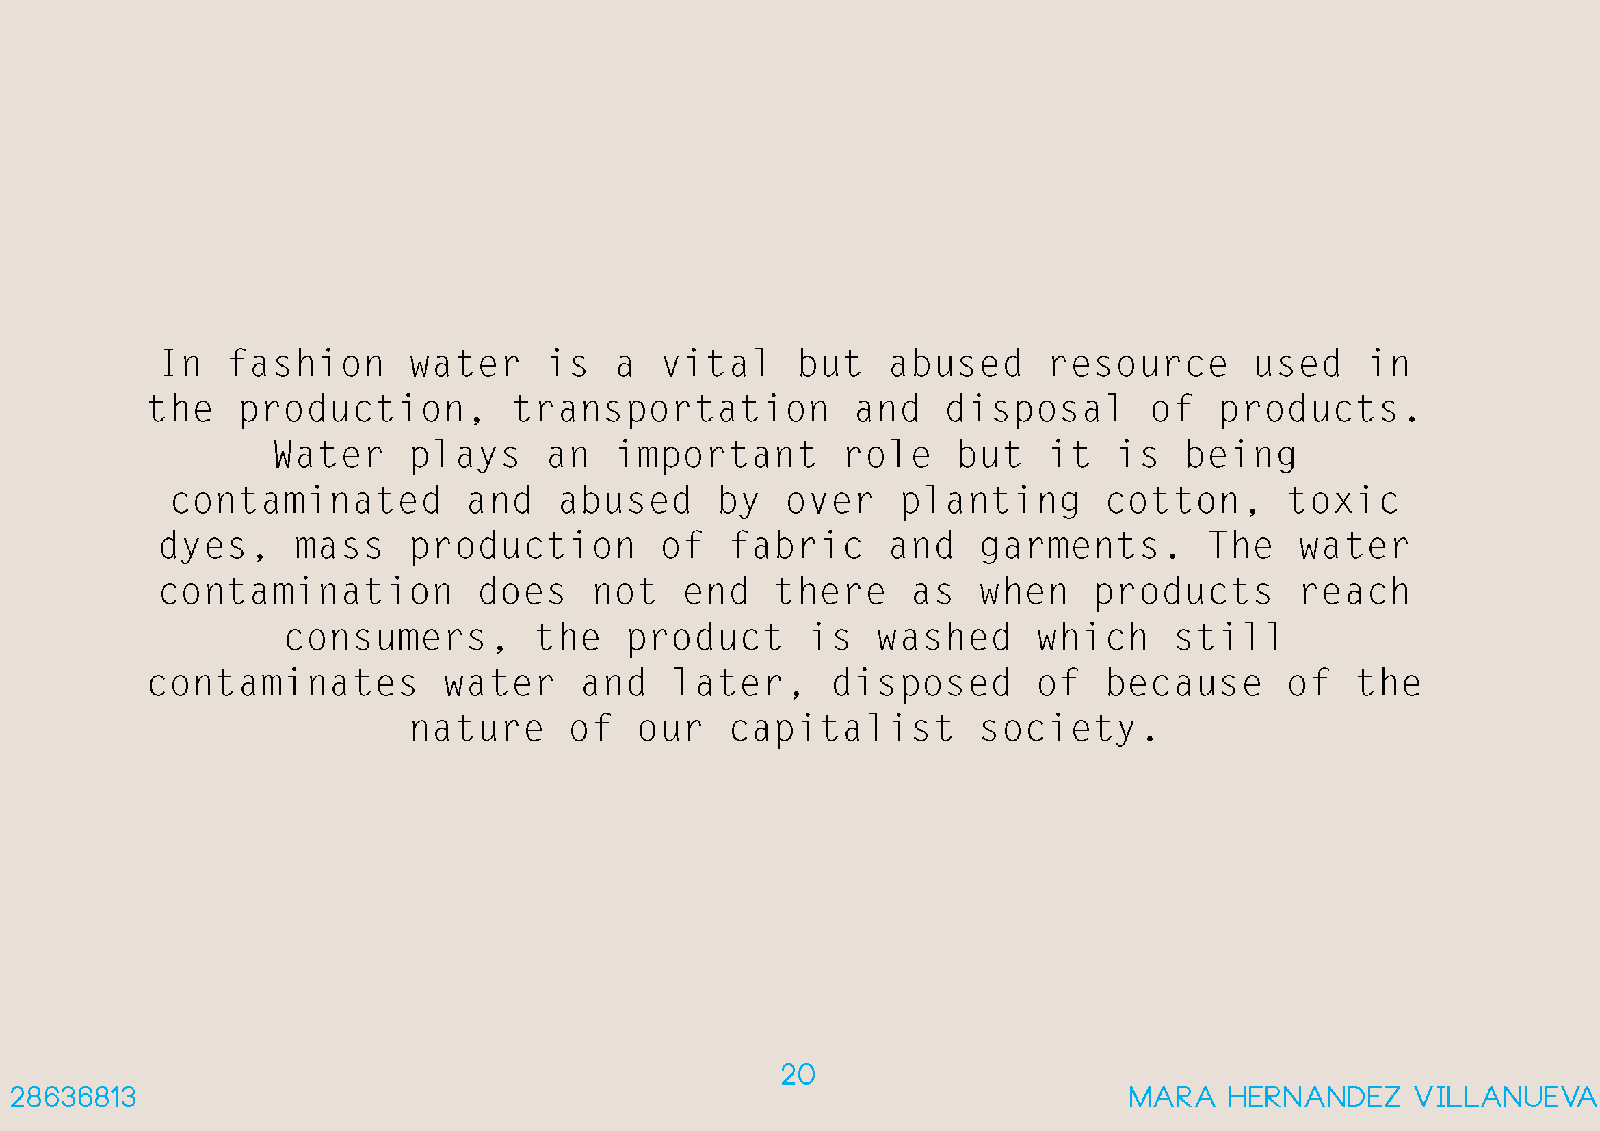 In fashion water is a vital but abused resource used in
the production, transportation and disposal of products.
Water plays an important role but it is being
contaminated and abused by over planting cotton, toxic
dyes, mass production of fabric and garments. The water
contamination does not end there as when products reach
consumers, the product is washed which still
contaminates water and later, disposed of because of the
nature of our capitalist society.
20
28636813
MARA HERNANDEZ VILLANUEVA